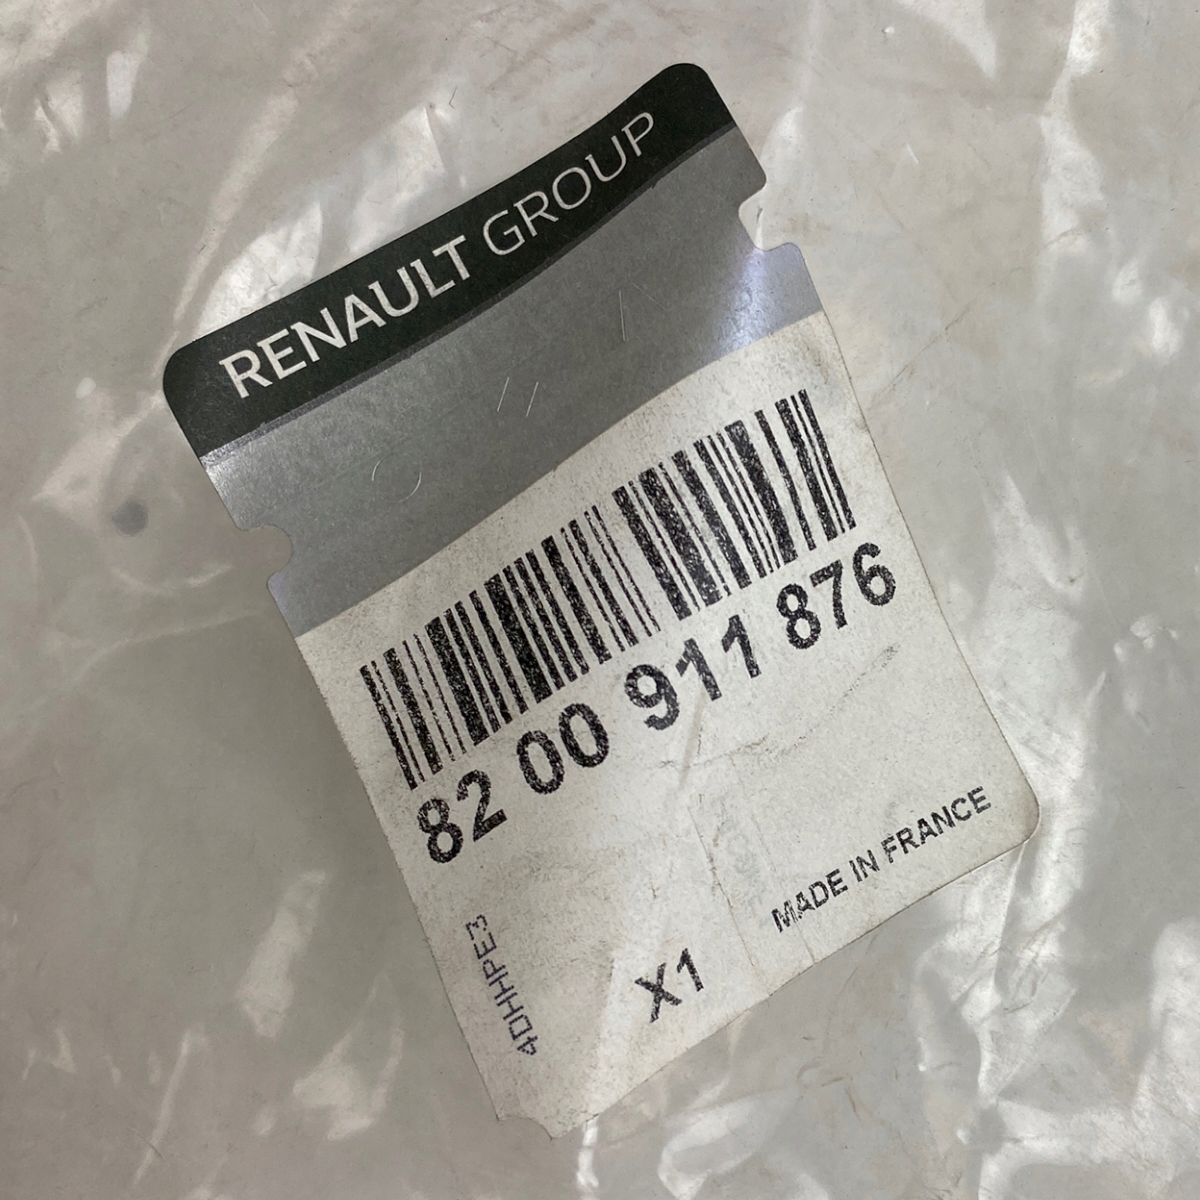 RENAULT GROUP
82 00 911 876
MADE IN FRANCE
X1
4DHHPE3